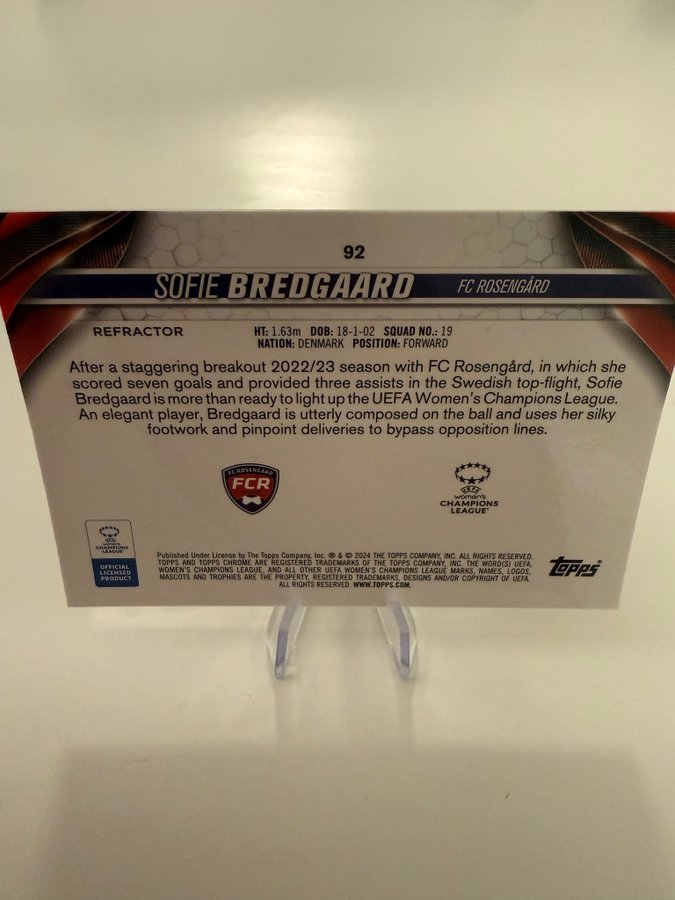 92
SOFIE BREDGAARD FC ROSENGÅRD
REFRACTOR
HT: 1.63m DOB: 18-1-02 SQUAD NO.: 19
NATION: DENMARK POSITION: FORWARD
After a staggering breakout 2022/23 season with FC Rosengård, in which she
scored seven goals and provided three assists in the Swedish top-flight, Sofie
Bredgaard is more than ready to light up the UEFA Women's Champions League.
An elegant player, Bredgaard is utterly composed on the ball and uses her silky
footwork and pinpoint deliveries to bypass opposition lines.
FC ROSENGÅRD
FCR
UEFA
women's
CHAMPIONS
LEAGUE
women's
CHAMPIONS
LEAGUE
OFFICIAL
LICENSED
PRODUCT
Published Under License by The Topps Company, Inc. ® & © 2024 THE TOPPS COMPANY, INC. ALL RIGHTS RESERVED.
TOPPS AND TOPPS CHROME ARE REGISTERED TRADEMARKS OF THE TOPPS COMPANY, INC. THE WORD(S) UEFA,
WOMEN'S CHAMPIONS LEAGUE, AND ALL OTHER UEFA WOMEN'S CHAMPIONS LEAGUE MARKS, NAMES, LOGOS,
MASCOTS AND TROPHIES ARE THE PROPERTY, REGISTERED TRADEMARKS, DESIGNS AND/OR COPYRIGHT OF UEFA.
ALL RIGHTS RESERVED. WWW.TOPPS.COM.
Topps®